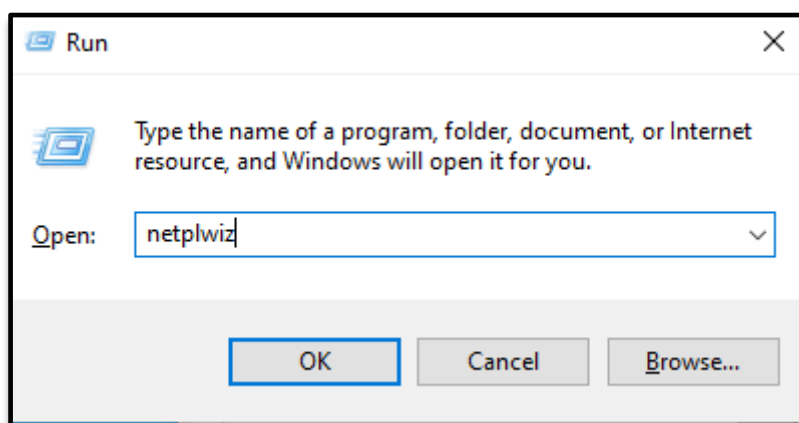 Run
Type the name of a program, folder, document, or Internet
resource, and Windows will open it for you.
Open: netplwiz
OK Cancel Browse...